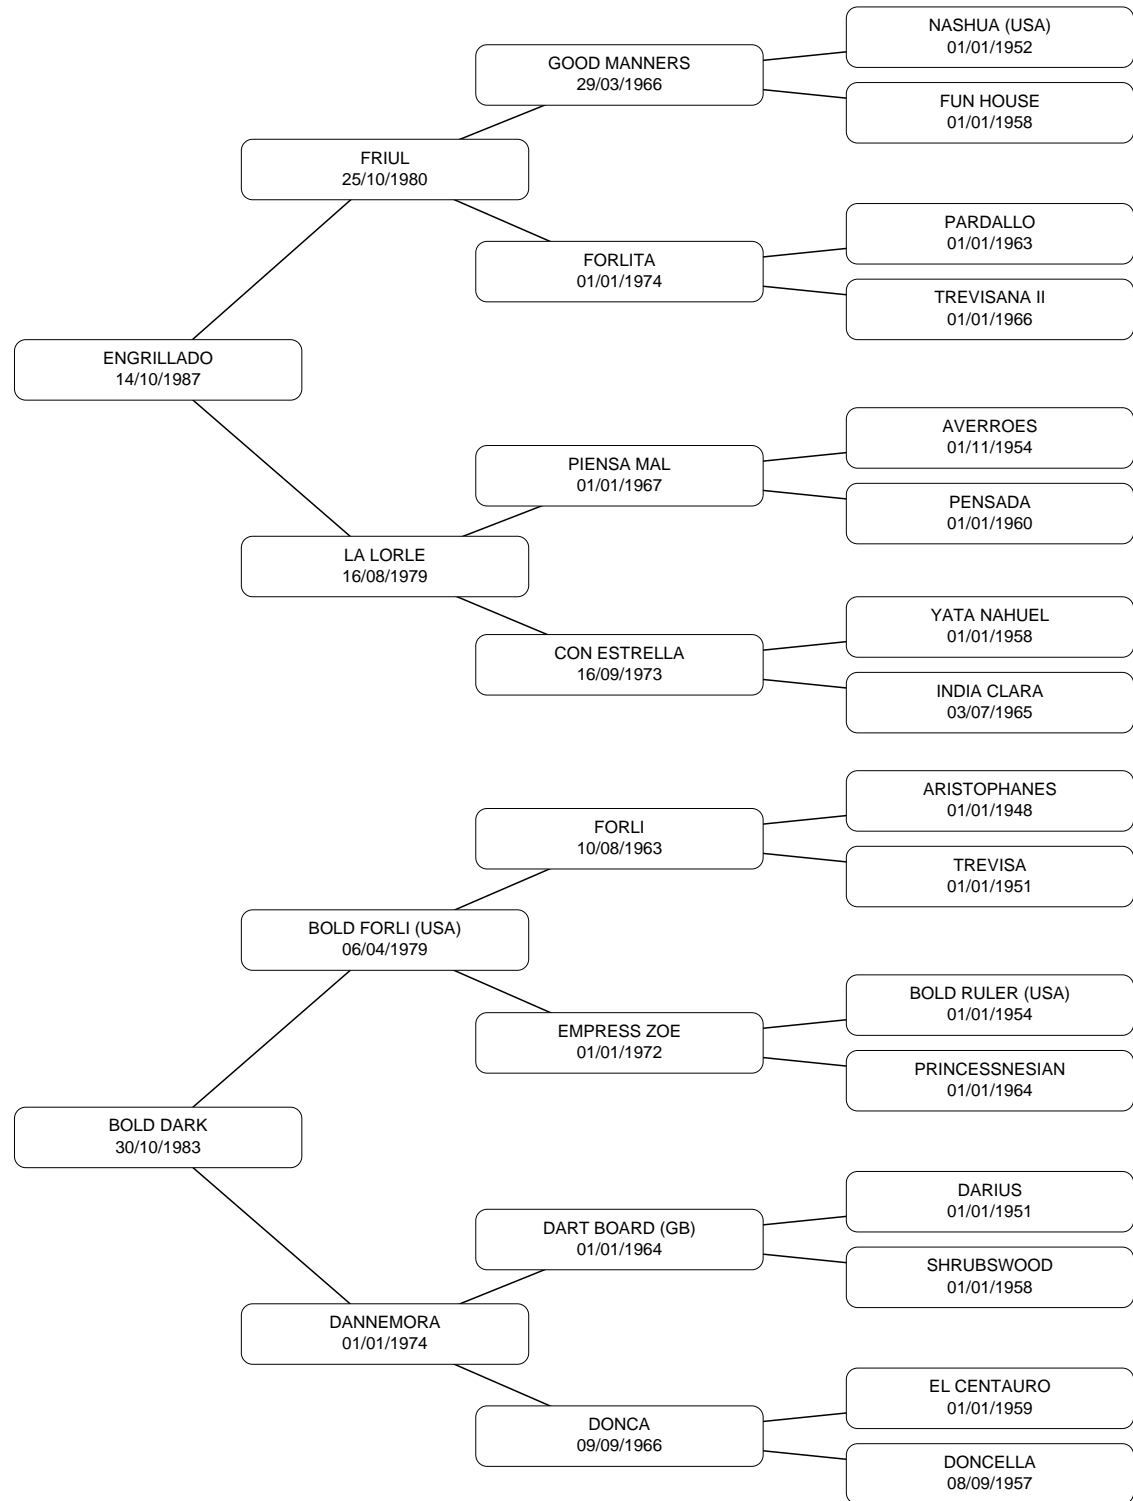 NASHUA (USA)
01/01/1952
GOOD MANNERS
29/03/1966
FUN HOUSE
01/01/1958
FRIUL
25/10/1980
PARDALLO
01/01/1963
FORLITA
01/01/1974
TREVISANA II
01/01/1966
ENGRILLADO
14/10/1987
AVERROES
01/11/1954
PIENSA MAL
01/01/1967
PENSADA
01/01/1960
LA LORLE
16/08/1979
YATA NAHUEL
01/01/1958
CON ESTRELLA
16/09/1973
INDIA CLARA
03/07/1965
ARISTOPHANES
01/01/1948
FORLI
10/08/1963
TREVISA
01/01/1951
BOLD FORLI (USA)
06/04/1979
BOLD RULER (USA)
01/01/1954
EMPRESS ZOE
01/01/1972
PRINCESSNESIAN
01/01/1964
BOLD DARK
30/10/1983
DARIUS
01/01/1951
DART BOARD (GB)
01/01/1964
SHRUBSWOOD
01/01/1958
DANNEMORA
01/01/1974
EL CENTAURO
01/01/1959
DONCA
09/09/1966
DONCELLA
08/09/1957